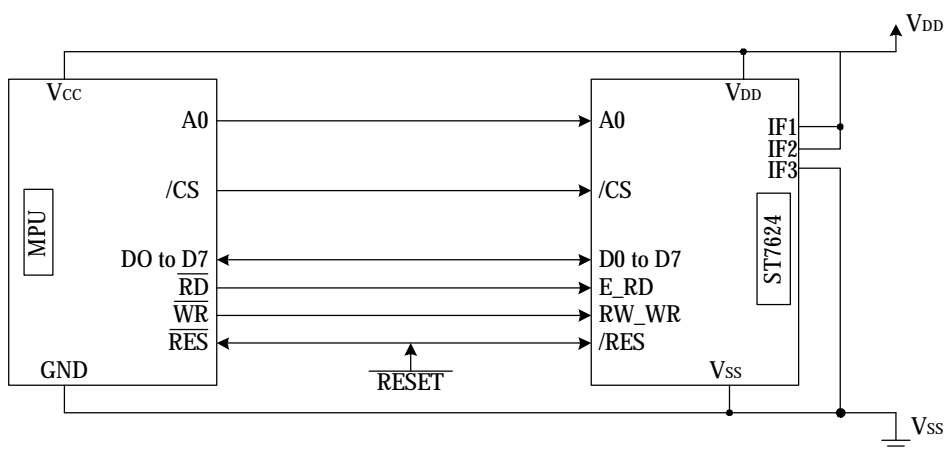 VDD
VCC
VDD
A0
A0
IF1
IF2
IF3
/CS
/CS
MPU
ST7624
DO to D7
D0 to D7
RD
E_RD
WR
RW_WR
RES
/RES
GND
RESET
VSS
VSS